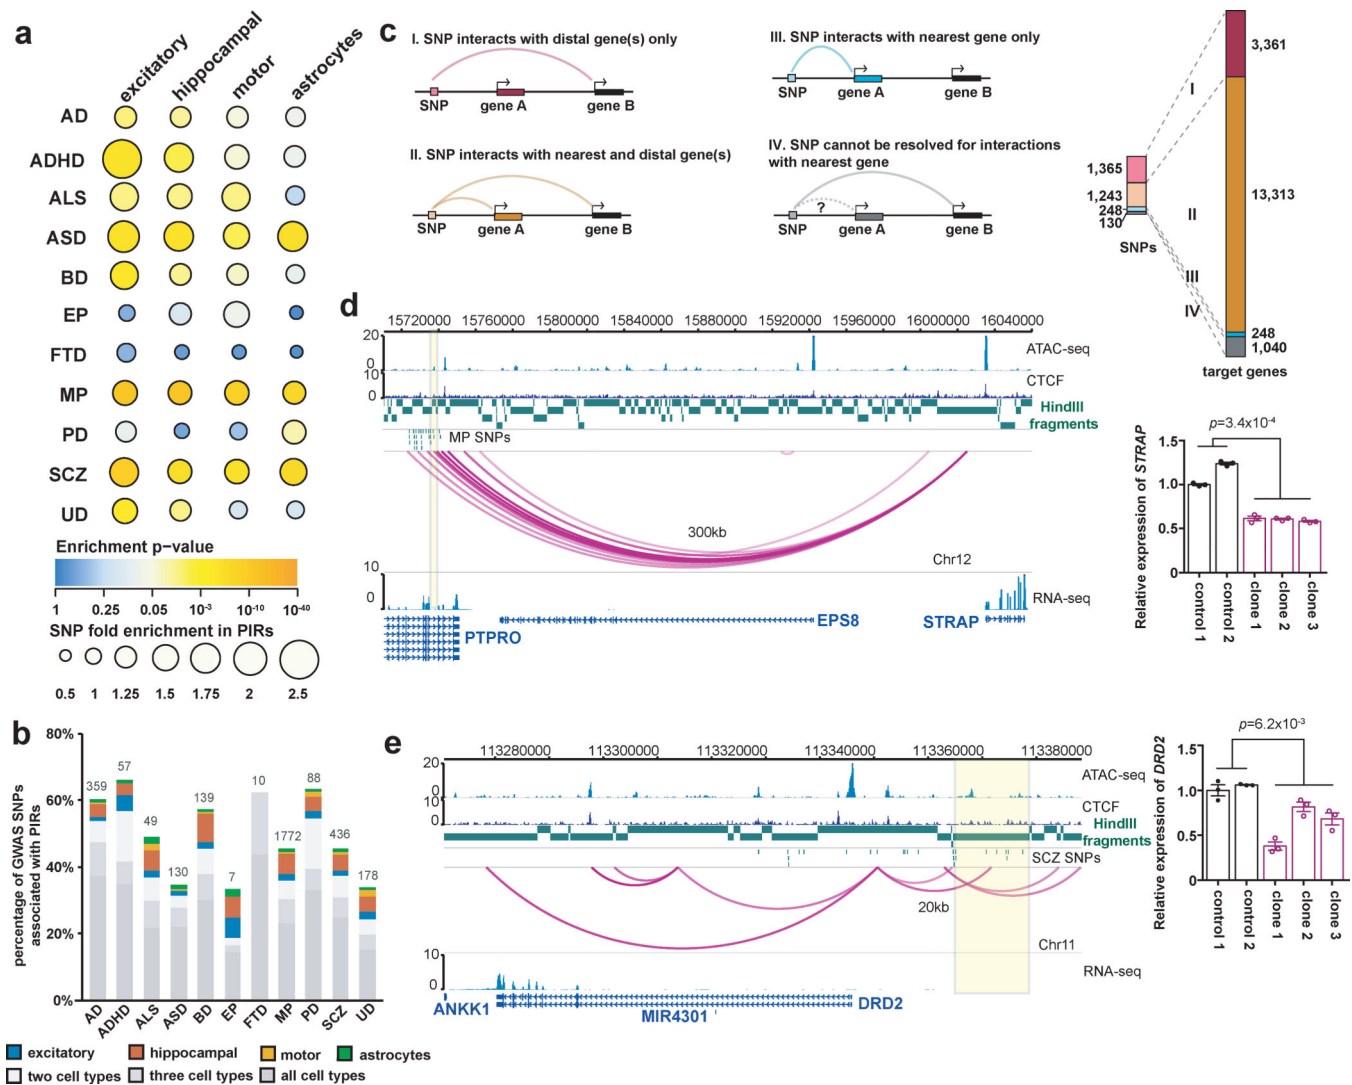 a
excitatory
hippocampal
motor
astrocytes
AD
ADHD
ALS
ASD
BD
EP
FTD
MP
PD
SCZ
UD
Enrichment p−value
1 0.25 0.05 10⁻³ 10⁻¹⁰ 10⁻⁴⁰
SNP fold enrichment in PIRs
0.5 1 1.25 1.5 1.75 2 2.5
b
percentage of GWAS SNPs
associated with PIRs
80%
60%
40%
20%
0%
359 57 49 130 139 7 10 1772 88 436 178
AD ADHD ALS ASD BD EP FTD MP PD SCZ UD
excitatory hippocampal motor astrocytes
two cell types three cell types all cell types
c
I. SNP interacts with distal gene(s) only
SNP gene A gene B
II. SNP interacts with nearest and distal gene(s)
SNP gene A gene B
III. SNP interacts with nearest gene only
SNP gene A gene B
IV. SNP cannot be resolved for interactions
with nearest gene
?
SNP gene A gene B
1,365
1,243
248
130
SNPs
I
II
III
IV
3,361
13,313
248
1,040
target genes
d
15720000 15760000 15800000 15840000 15880000 15920000 15960000 16000000 16040000
20
0
ATAC-seq
10
0
CTCF
HindIII
fragments
MP SNPs
300kb
Chr12
10
0
RNA-seq
PTPRO
EPS8
STRAP
Relative expression of STRAP
p=3.4x10⁻⁴
1.5
1.0
0.5
0
control 1
control 2
clone 1
clone 2
clone 3
e
113280000 113300000 113320000 113340000 113360000 113380000
20
0
ATAC-seq
10
0
CTCF
HindIII
fragments
SCZ SNPs
20kb
Chr11
10
0
RNA-seq
ANKK1
MIR4301
DRD2
Relative expression of DRD2
p=6.2x10⁻³
1.5
1.0
0.5
0
control 1
control 2
clone 1
clone 2
clone 3